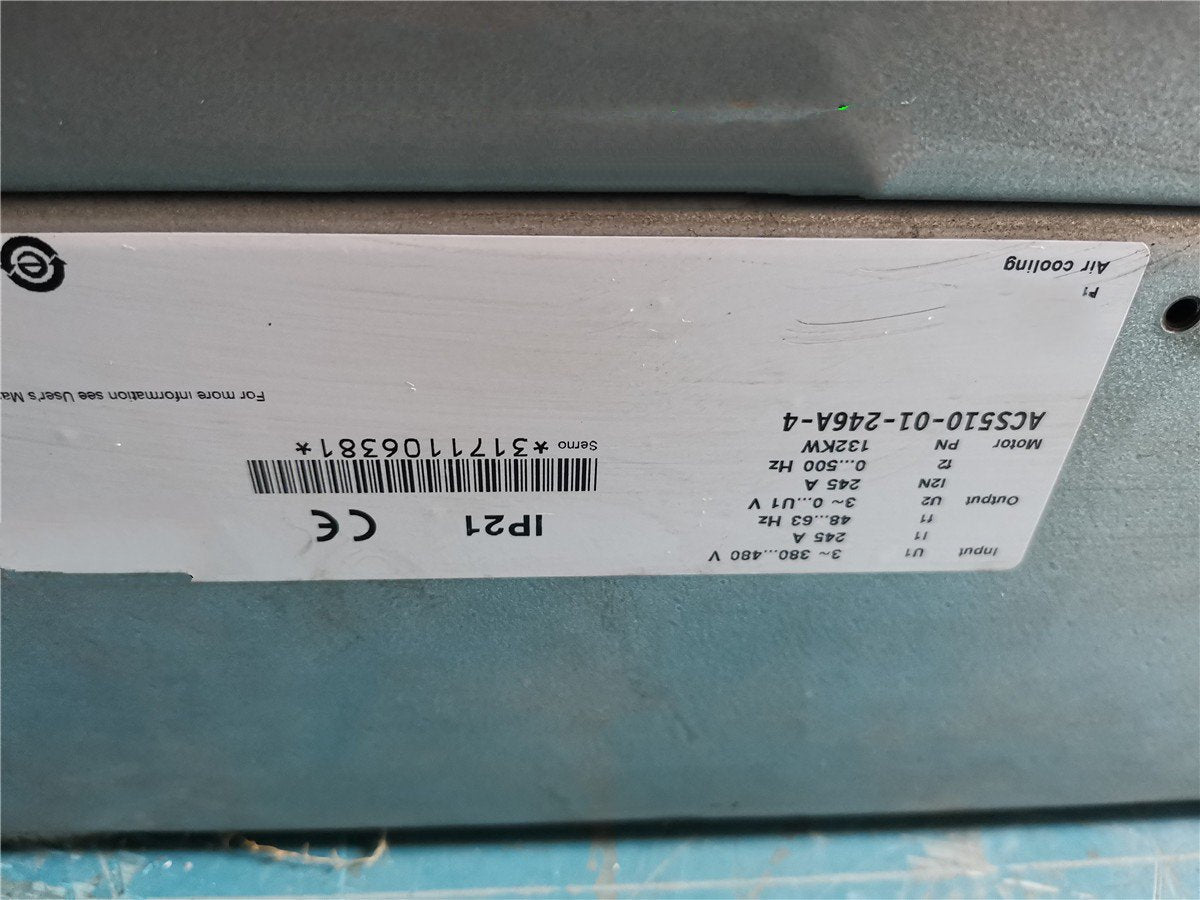 Input U1 3~ 380...480 V
I1 245 A
f1 48...63 Hz
Output U2 3~ 0...U1 V
I2N 245 A
f2 0...500 Hz
Motor PN 132KW
ACS510-01-246A-4
P1
Air cooling
IP21 CE
Serno *3171106381*
For more information see User's Ma
e